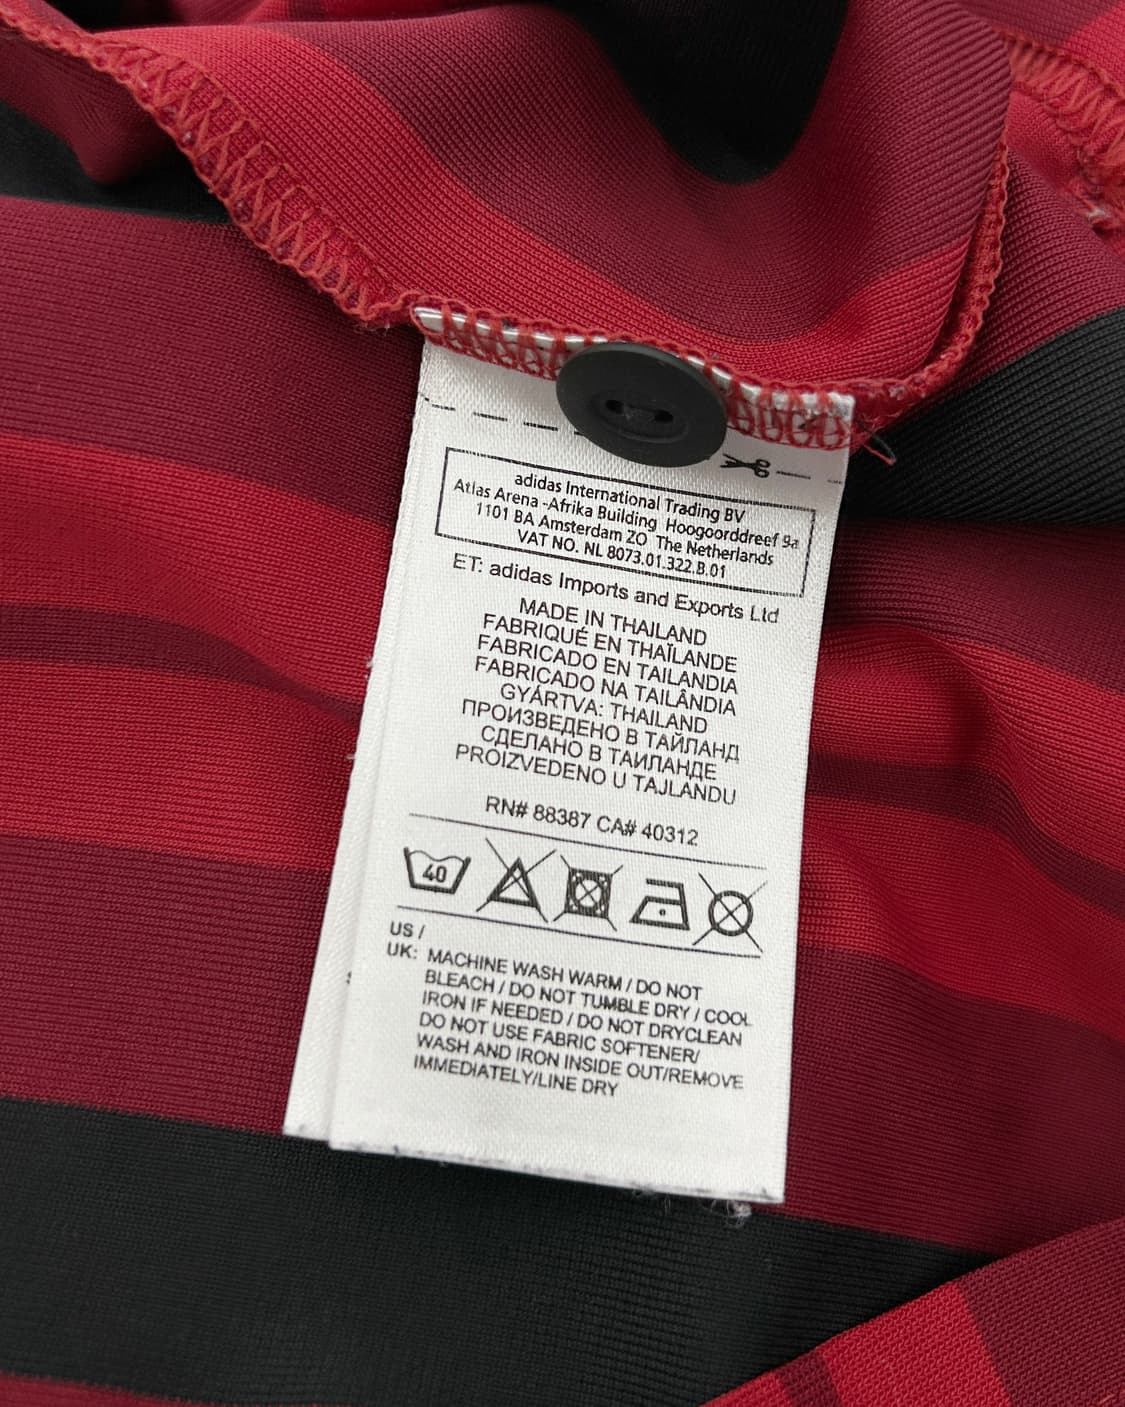 adidas International Trading BV
Atlas Arena -Afrika Building Hoogoorddreef 9a
1101 BA Amsterdam ZO The Netherlands
VAT NO. NL 8073.01.322.B.01
ET: adidas Imports and Exports Ltd
MADE IN THAILAND
FABRIQUÉ EN THAÏLANDE
FABRICADO EN TAILANDIA
FABRICADO NA TAILÂNDIA
GYÁRTVA: THAILAND
ПРОИЗВЕДЕНО В ТАЙЛАНД
СДЕЛАНО В ТАИЛАНДЕ
PROIZVEDENO U TAJLANDU
RN# 88387 CA# 40312
40
US /
UK: MACHINE WASH WARM / DO NOT
BLEACH / DO NOT TUMBLE DRY / COOL
IRON IF NEEDED / DO NOT DRYCLEAN
DO NOT USE FABRIC SOFTENER/
WASH AND IRON INSIDE OUT/REMOVE
IMMEDIATELY/LINE DRY